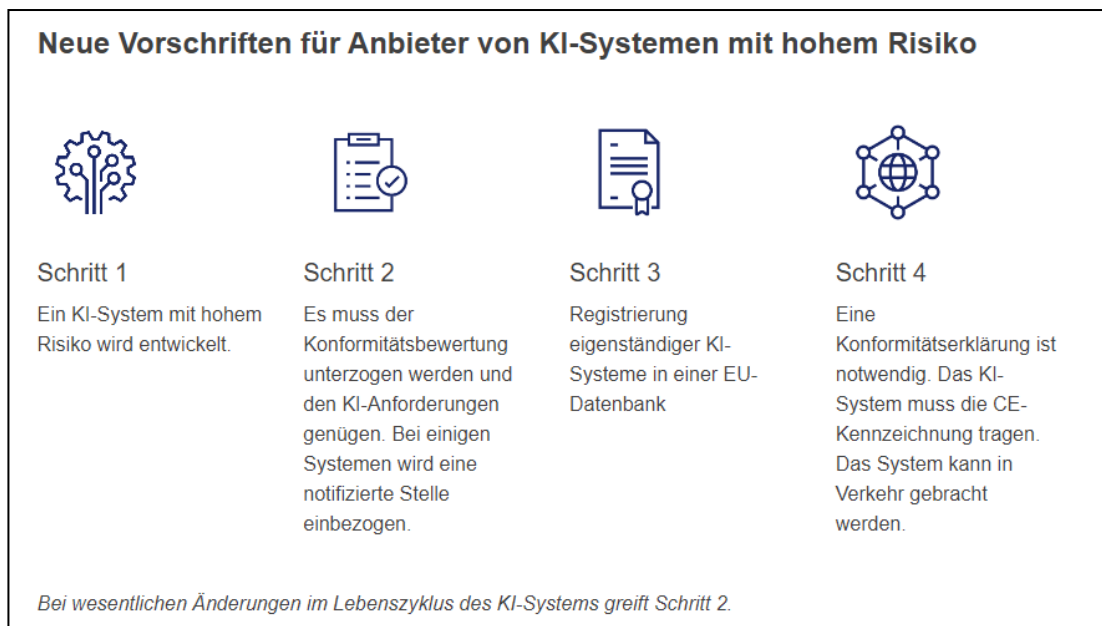 Neue Vorschriften für Anbieter von KI-Systemen mit hohem Risiko
Schritt 1
Ein KI-System mit hohem
Risiko wird entwickelt.
Schritt 2
Es muss der
Konformitätsbewertung
unterzogen werden und
den KI-Anforderungen
genügen. Bei einigen
Systemen wird eine
notifizierte Stelle
einbezogen.
Schritt 3
Registrierung
eigenständiger KI-
Systeme in einer EU-
Datenbank
Schritt 4
Eine
Konformitätserklärung ist
notwendig. Das KI-
System muss die CE-
Kennzeichnung tragen.
Das System kann in
Verkehr gebracht
werden.
Bei wesentlichen Änderungen im Lebenszyklus des KI-Systems greift Schritt 2.